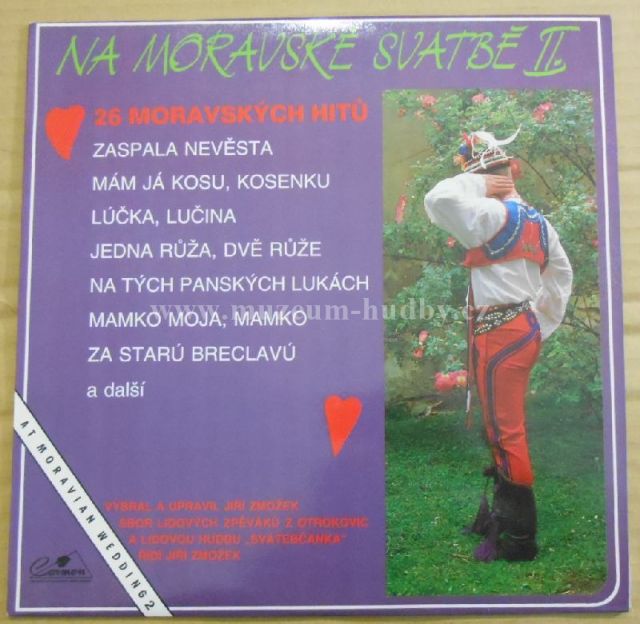 NA MORAVSKÉ SVATBĚ II.
26 MORAVSKÝCH HITŮ
ZASPALA NEVĚSTA
MÁM JÁ KOSU, KOSENKU
LÚČKA, LUČINA
JEDNA RŮŽA, DVĚ RŮŽE
NA TÝCH PANSKÝCH LUKÁCH
www.muzeum-hudby.cz
MAMKO MOJA, MAMKO
ZA STARÚ BRECLAVÚ
a další
AT MORAVIAN WEDDING 2
VYBRAL A UPRAVIL JIŘÍ ZMOŽEK
SBOR LIDOVÝCH ZPĚVÁKŮ Z OTROKOVIC
A LIDOVOU HUDBU „SVATEBČANKA"
ŘÍDÍ JIŘÍ ZMOŽEK